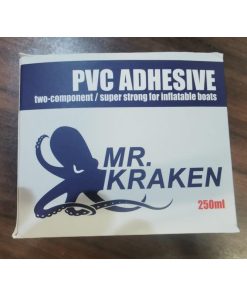 PVC ADHESIVE
two-component / super strong for inflatable boats
MR.
KRAKEN
250ml